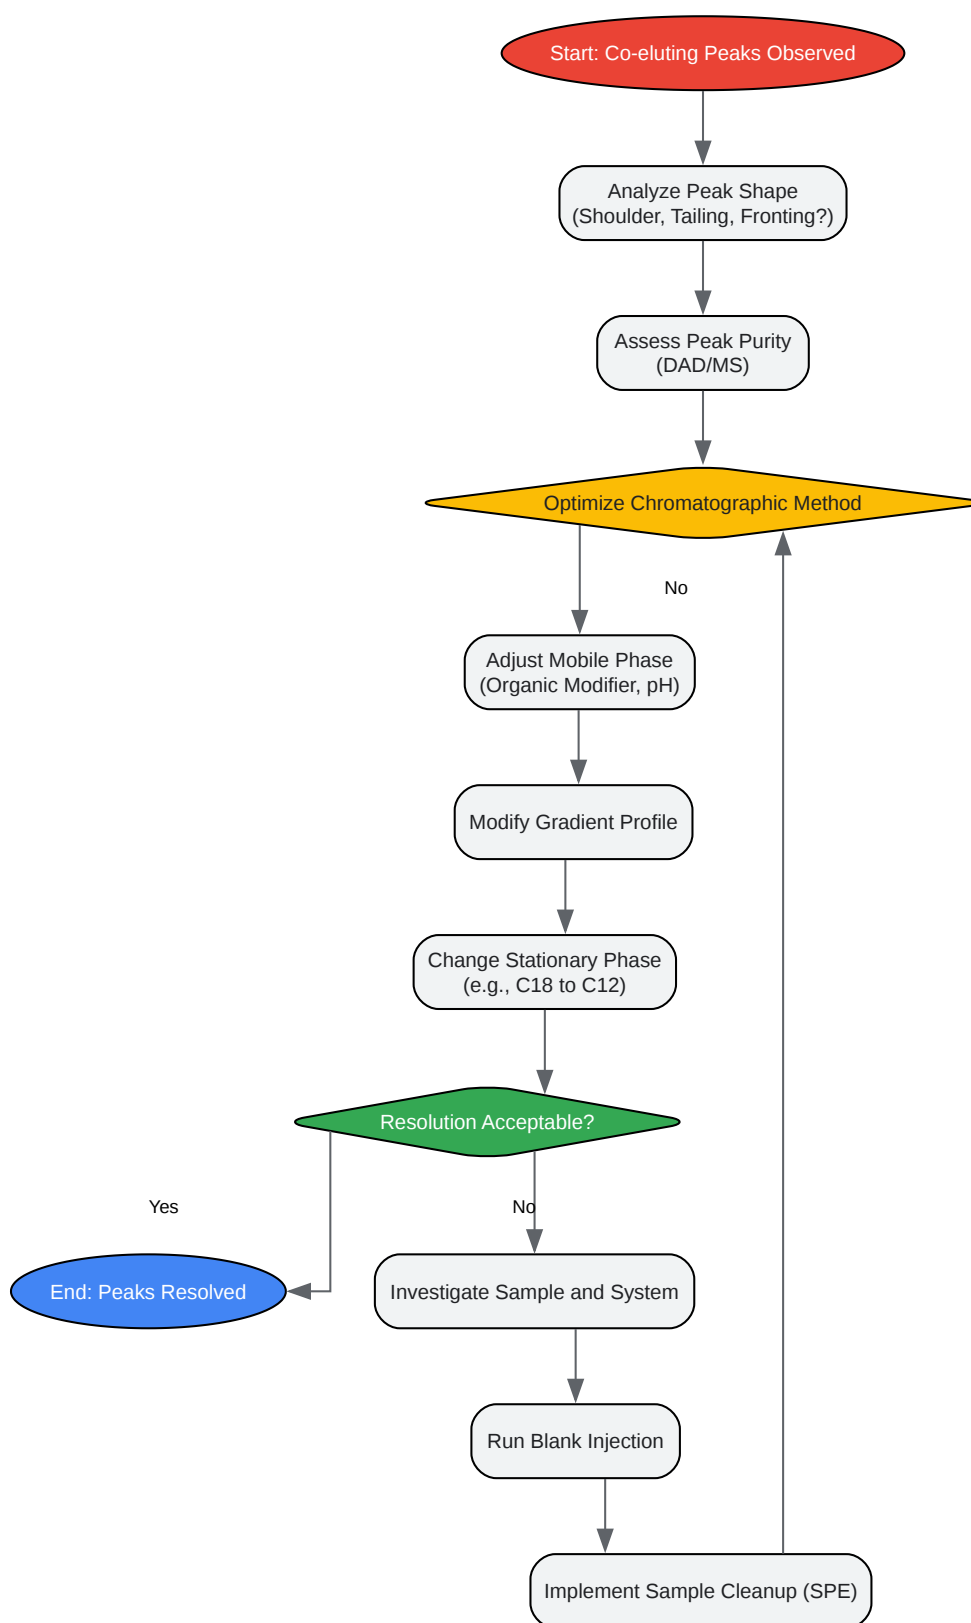 Start: Co-eluting Peaks Observed
Analyze Peak Shape
(Shoulder, Tailing, Fronting?)
Assess Peak Purity
(DAD/MS)
Optimize Chromatographic Method
No
Adjust Mobile Phase
(Organic Modifier, pH)
Modify Gradient Profile
Change Stationary Phase
(e.g., C18 to C12)
Resolution Acceptable?
Yes
No
End: Peaks Resolved
Investigate Sample and System
Run Blank Injection
Implement Sample Cleanup (SPE)